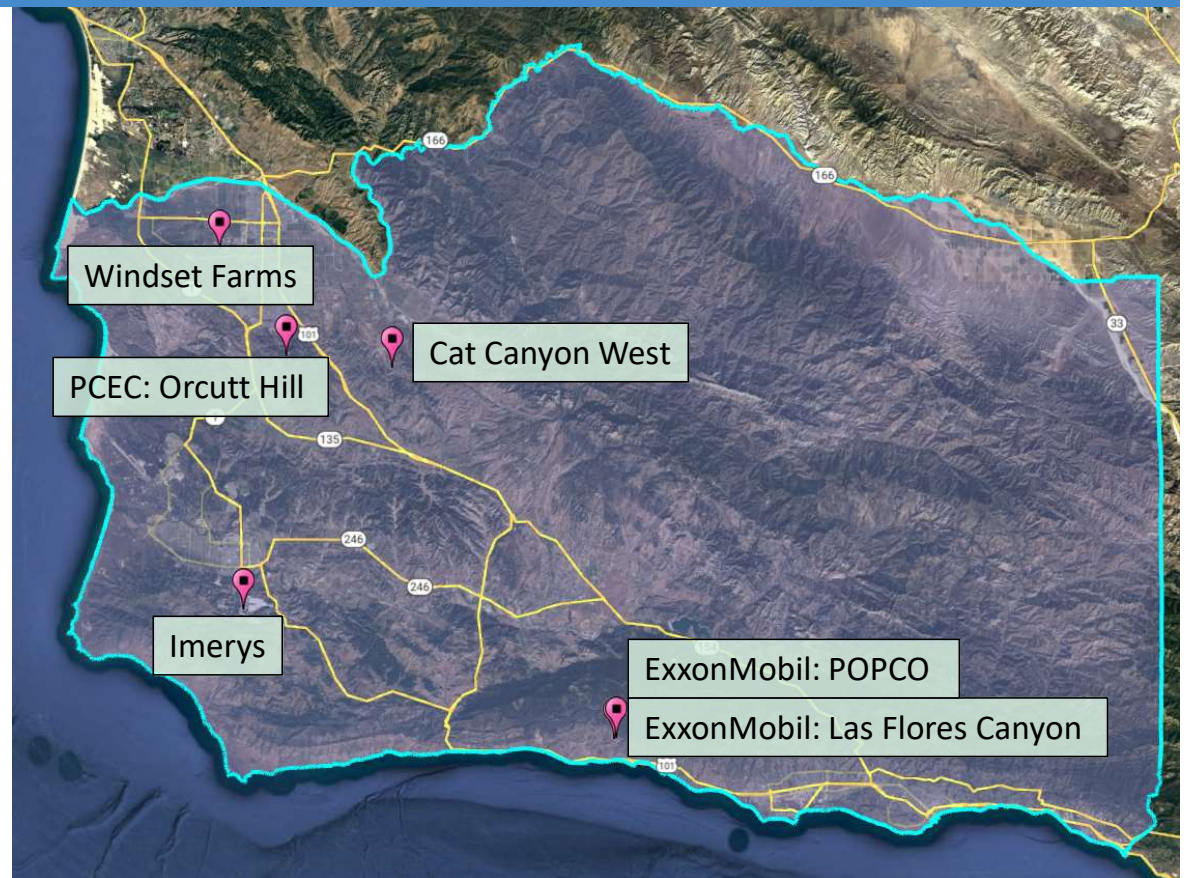 166
166
Windset Farms
33
101
Cat Canyon West
PCEC: Orcutt Hill
1
135
246
246
Imerys
154
ExxonMobil: POPCO
ExxonMobil: Las Flores Canyon
101